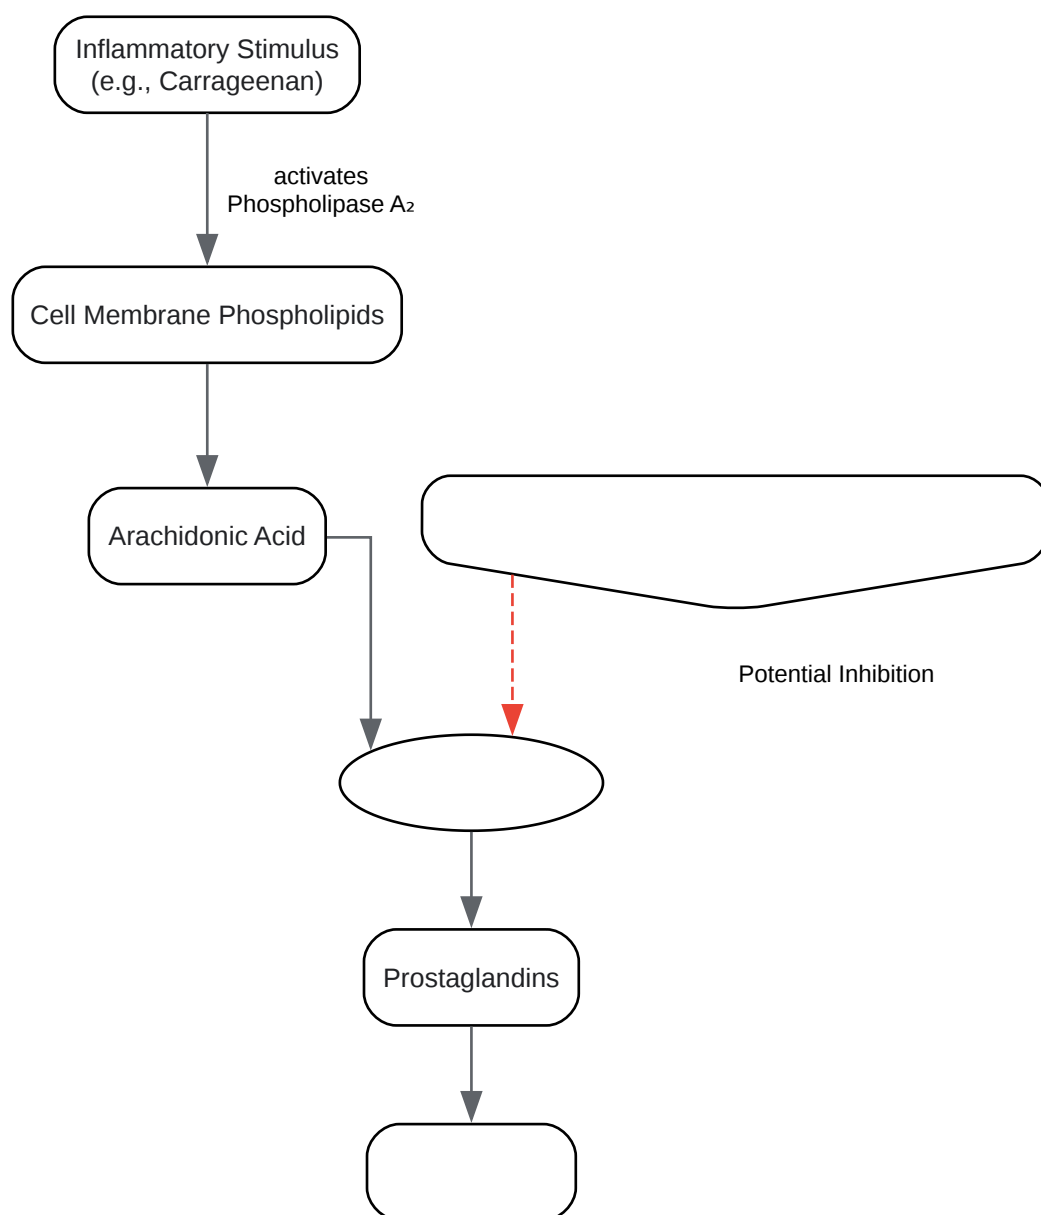 Inflammatory Stimulus
(e.g., Carrageenan)
activates
Phospholipase A₂
Cell Membrane Phospholipids
Arachidonic Acid
Potential Inhibition
Prostaglandins